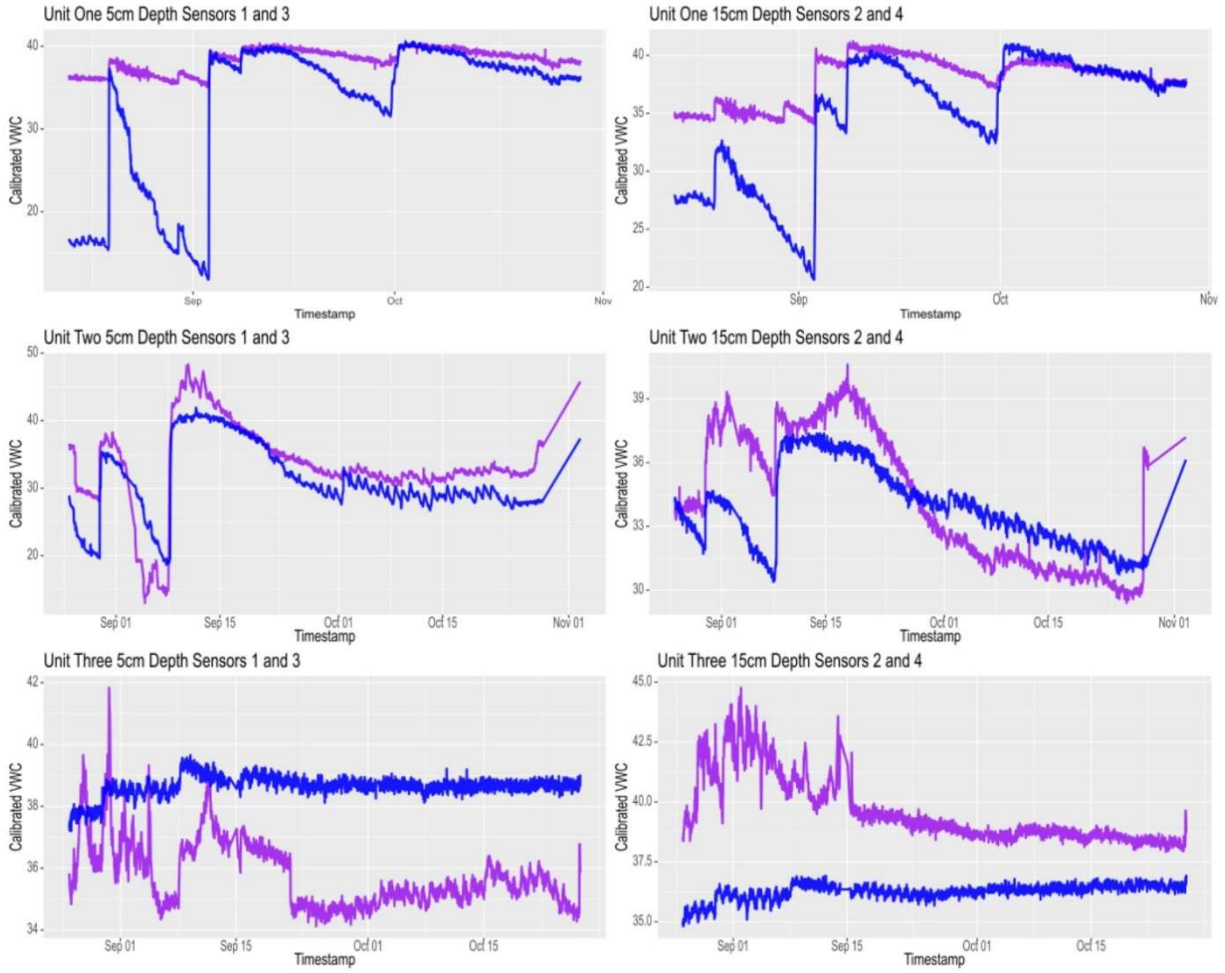 Unit One 5cm Depth Sensors 1 and 3
Calibrated VWC
40
30
20
Sep Oct Nov
Timestamp
Unit One 15cm Depth Sensors 2 and 4
Calibrated VWC
40
35
30
25
20
Sep Oct Nov
Timestamp
Unit Two 5cm Depth Sensors 1 and 3
Calibrated VWC
50
40
30
20
Sep 01 Sep 15 Oct 01 Oct 15 Nov 01
Timestamp
Unit Two 15cm Depth Sensors 2 and 4
Calibrated VWC
39
36
33
30
Sep 01 Sep 15 Oct 01 Oct 15 Nov 01
Timestamp
Unit Three 5cm Depth Sensors 1 and 3
Calibrated VWC
42
40
38
36
34
Sep 01 Sep 15 Oct 01 Oct 15
Timestamp
Unit Three 15cm Depth Sensors 2 and 4
Calibrated VWC
45.0
42.5
40.0
37.5
35.0
Sep 01 Sep 15 Oct 01 Oct 15
Timestamp